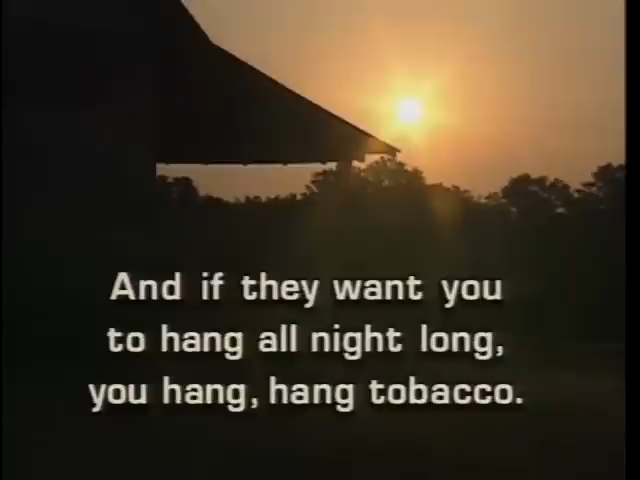 And if they want you
to hang all night long,
you hang, hang tobacco.